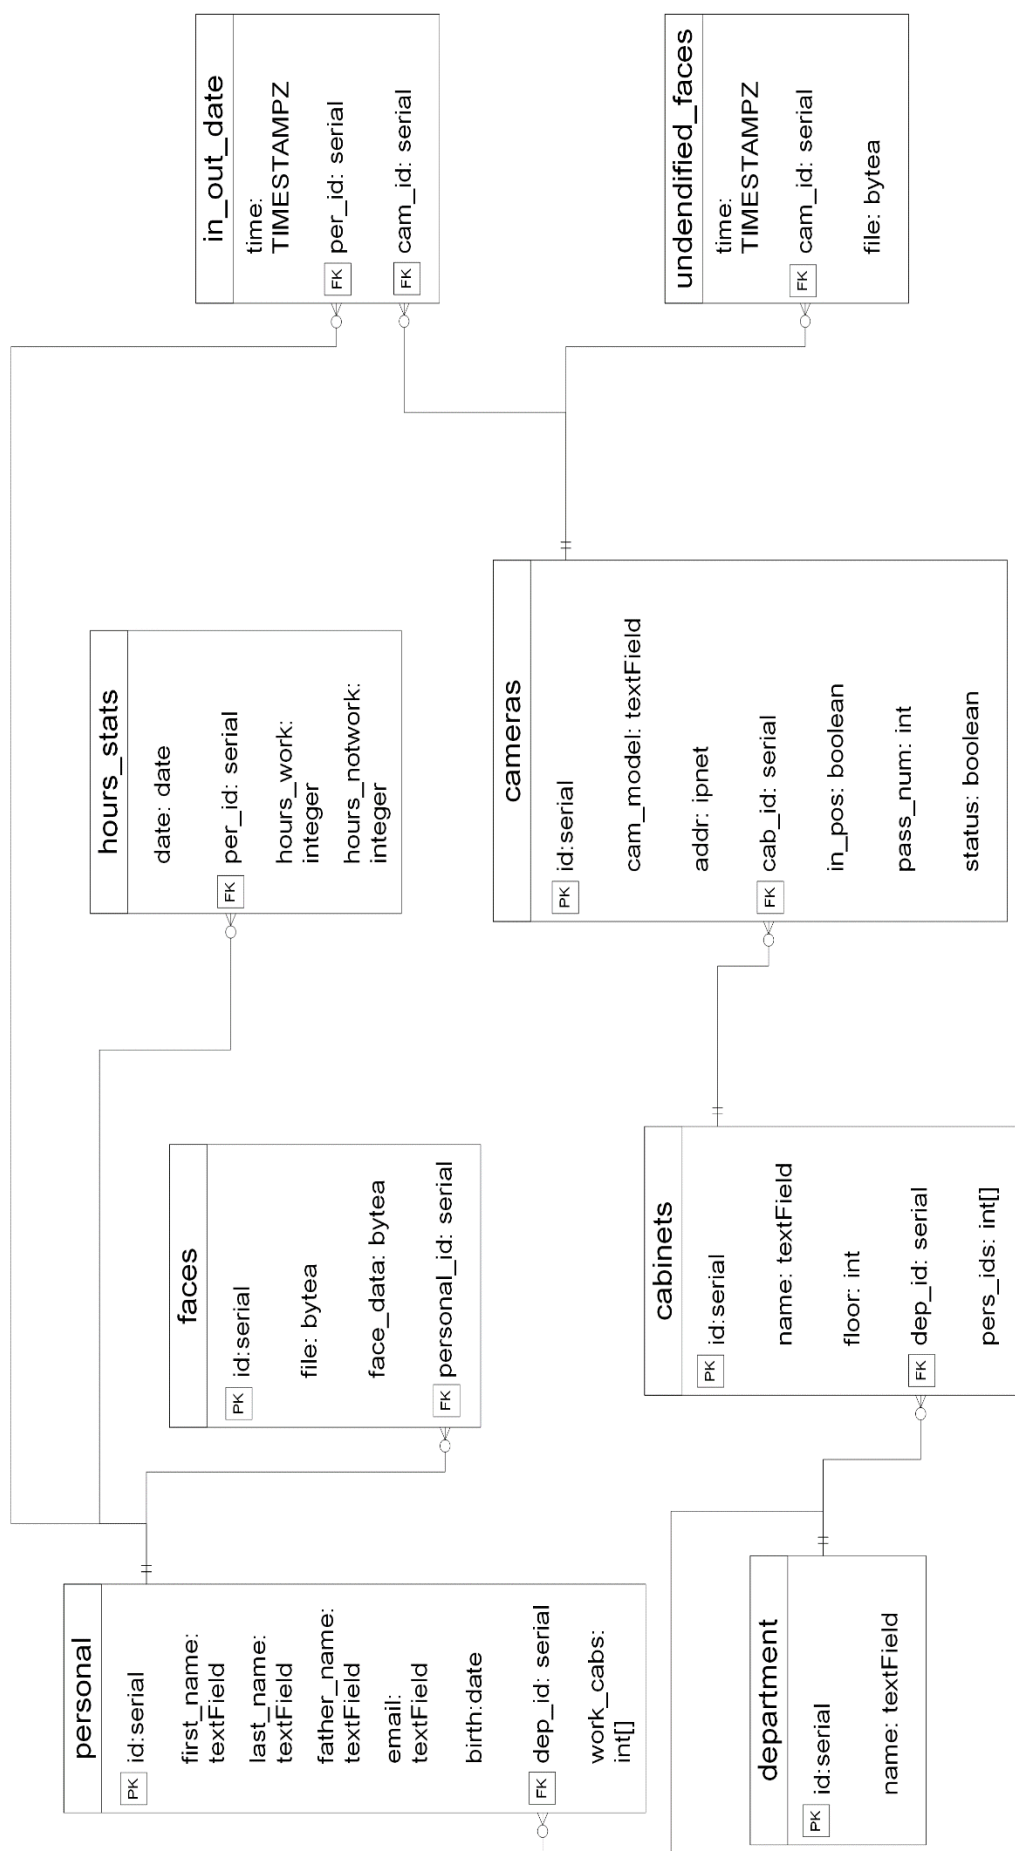 personal
PK id:serial
first_name:
textField
last_name:
textField
father_name:
textField
email:
textField
birth:date
FK dep_id: serial
work_cabs:
int[]
faces
PK id:serial
file: bytea
face_data: bytea
FK personal_id: serial
hours_stats
date: date
FK per_id: serial
hours_work:
integer
hours_notwork:
integer
in_out_date
time:
TIMESTAMPZ
FK per_id: serial
FK cam_id: serial
department
PK id:serial
name: textField
cabinets
PK id:serial
name: textField
floor: int
FK dep_id: serial
pers_ids: int[]
cameras
PK id:serial
cam_model: textField
addr: ipnet
FK cab_id: serial
in_pos: boolean
pass_num: int
status: boolean
undendified_faces
time:
TIMESTAMPZ
FK cam_id: serial
file: bytea